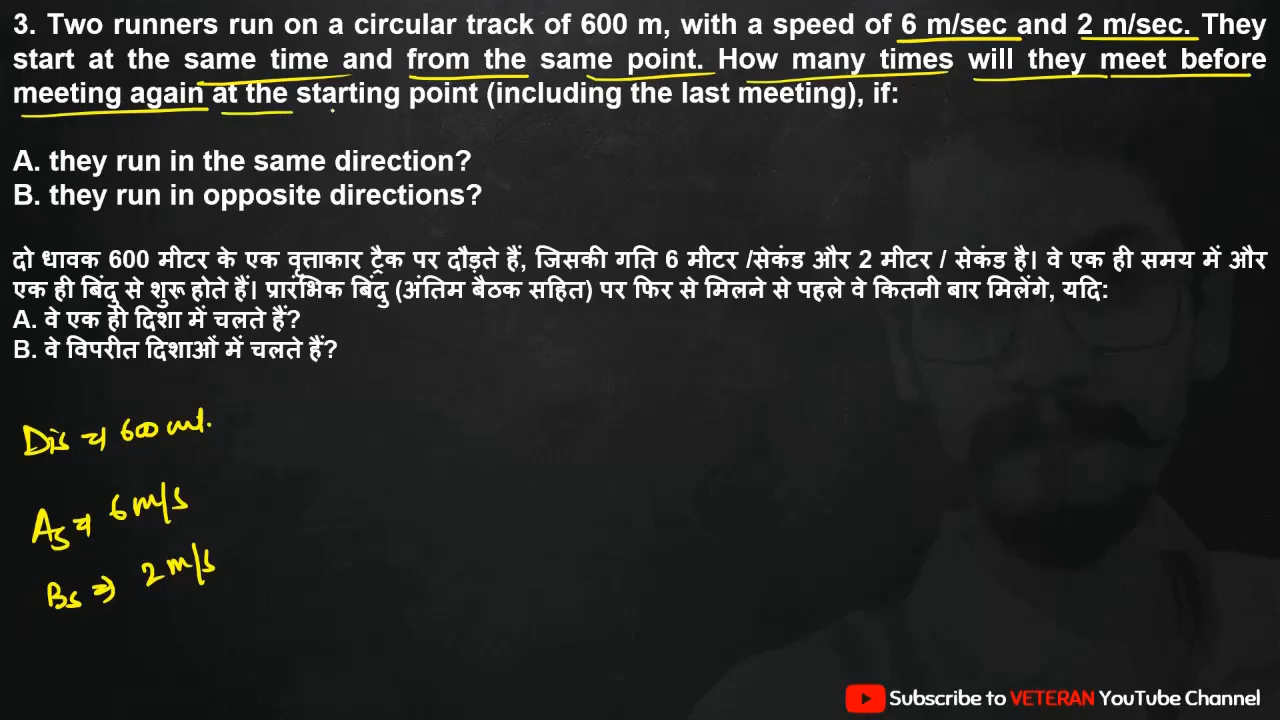 3. Two runners run on a circular track of 600 m, with a speed of 6 m/sec and 2 m/sec. They
start at the same time and from the same point. How many times will they meet before
meeting again at the starting point (including the last meeting), if:
A. they run in the same direction?
B. they run in opposite directions?
दो धावक 600 मीटर के एक वृत्ताकार ट्रैक पर दौड़ते हैं, जिसकी गति 6 मीटर /सेकंड और 2 मीटर / सेकंड है। वे एक ही समय में और
एक ही बिंदु से शुरू होते हैं। प्रारंभिक बिंदु (अंतिम बैठक सहित) पर फिर से मिलने से पहले वे कितनी बार मिलेंगे, यदि:
A. वे एक ही दिशा में चलते हैं?
B. वे विपरीत दिशाओं में चलते हैं?
Dis ⇒ 600 mt.
As ⇒ 6 m/s
Bs ⇒ 2 m/s
Subscribe to VETERAN YouTube Channel